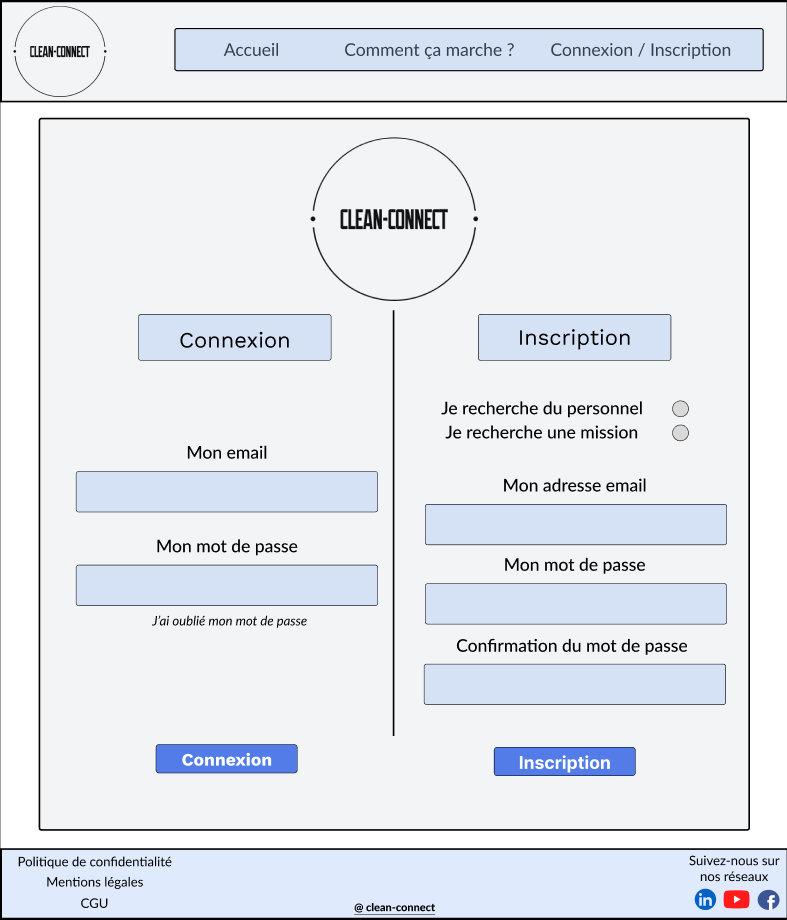 CLEAN-CONNECT
Accueil
Comment ça marche ?
Connexion / Inscription
CLEAN-CONNECT
Connexion
Mon email
Mon mot de passe
J'ai oublié mon mot de passe
Connexion
Inscription
Je recherche du personnel
Je recherche une mission
Mon adresse email
Mon mot de passe
Confirmation du mot de passe
Inscription
Politique de confidentialité
Mentions légales
CGU
@ clean-connect
Suivez-nous sur
nos réseaux
in
f